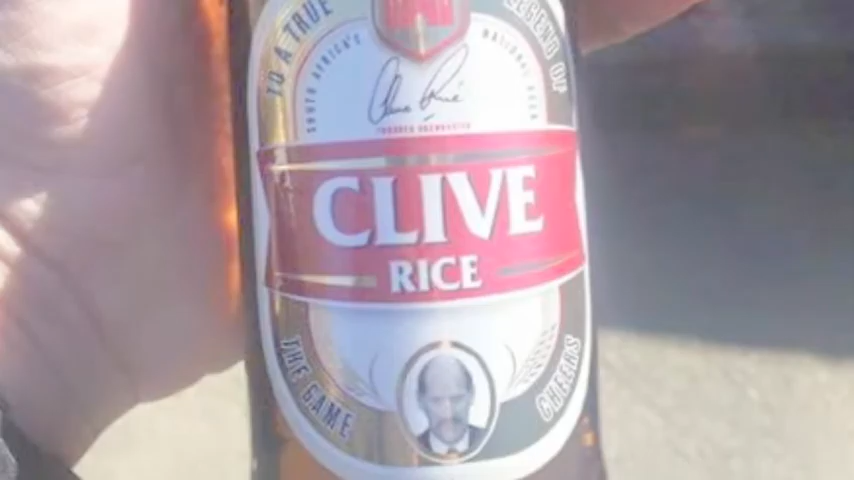 TO A TRUE
LEGEND OF
SOUTH AFRICA'S
NATIONAL
CLIVE
RICE
THE GAME
CHEERS